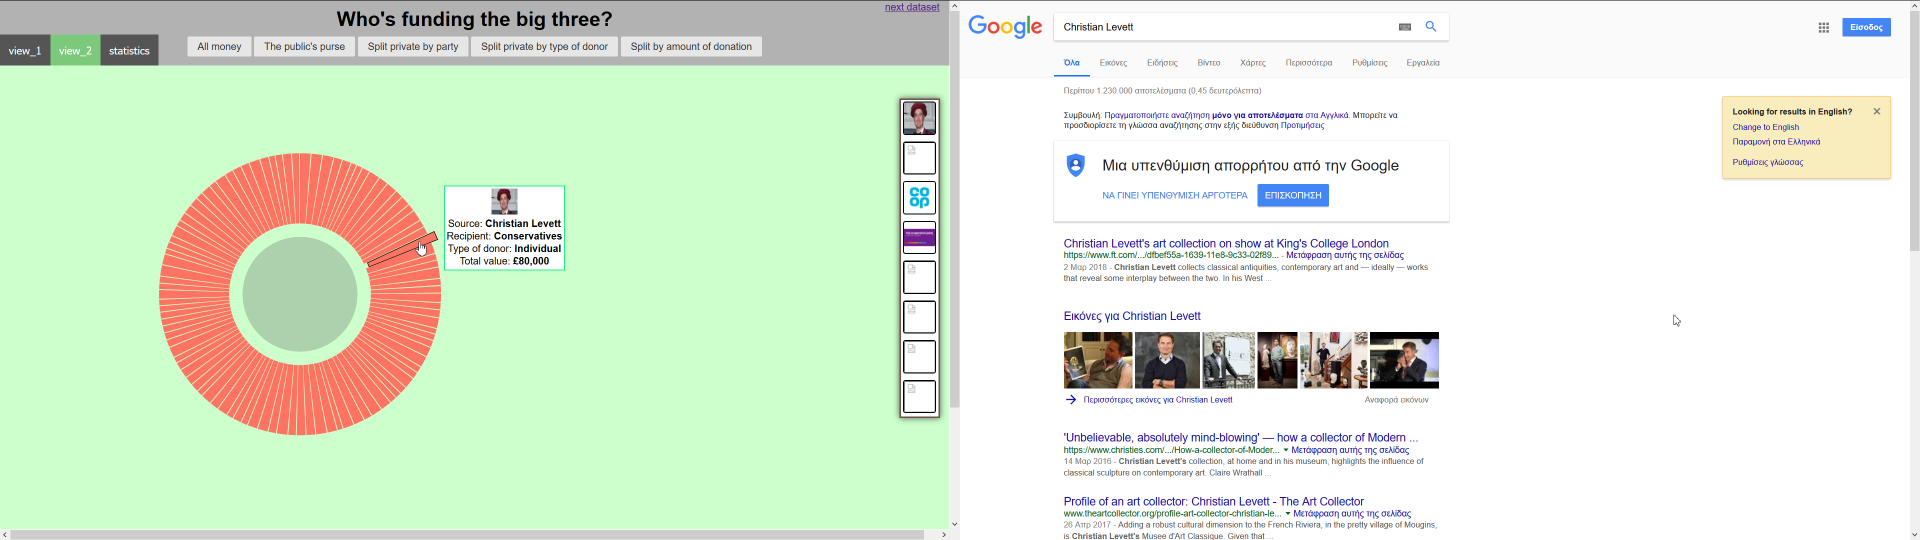 next dataset
Who's funding the big three?
view_1
view_2
statistics
All money
The public's purse
Split private by party
Split private by type of donor
Split by amount of donation
Source: Christian Levett
Recipient: Conservatives
Type of donor: Individual
Total value: £80,000
co
op
Google
Christian Levett
Είσοδος
Όλα
Εικόνες
Ειδήσεις
Βίντεο
Χάρτες
Περισσότερα
Ρυθμίσεις
Εργαλεία
Περίπου 1.230.000 αποτελέσματα (0,45 δευτερόλεπτα)
Συμβουλή: Πραγματοποιήστε αναζήτηση μόνο για αποτελέσματα στα Αγγλικά. Μπορείτε να
προσδιορίσετε τη γλώσσα αναζήτησης στην εξής διεύθυνση Προτιμήσεις
Μια υπενθύμιση απορρήτου από την Google
ΝΑ ΓΙΝΕΙ ΥΠΕΝΘΥΜΙΣΗ ΑΡΓΟΤΕΡΑ
ΕΠΙΣΚΟΠΗΣΗ
Looking for results in English?
Change to English
Παραμονή στα Ελληνικά
Ρυθμίσεις γλώσσας
Christian Levett's art collection on show at King's College London
https://www.ft.com/.../dfbef55a-1639-11e8-9c33-02f89... - Μετάφραση αυτής της σελίδας
2 Μαρ 2018 - Christian Levett collects classical antiquities, contemporary art and — ideally — works
that reveal some interplay between the two. In his West ...
Εικόνες για Christian Levett
Περισσότερες εικόνες για Christian Levett
Αναφορά εικόνων
'Unbelievable, absolutely mind-blowing' — how a collector of Modern ...
https://www.christies.com/.../How-a-collector-of-Moder... Μετάφραση αυτής της σελίδας
14 Μαρ 2016 - Christian Levett's collection, at home and in his museum, highlights the influence of
classical sculpture on contemporary art. Claire Wrathall ...
Profile of an art collector: Christian Levett - The Art Collector
www.theartcollector.org/profile-art-collector-christian-le... Μετάφραση αυτής της σελίδας
26 Απρ 2017 - Adding a robust cultural dimension to the French Riviera, in the pretty village of Mougins,
is Christian Levett's Musee d'Art Classique. Given that ...